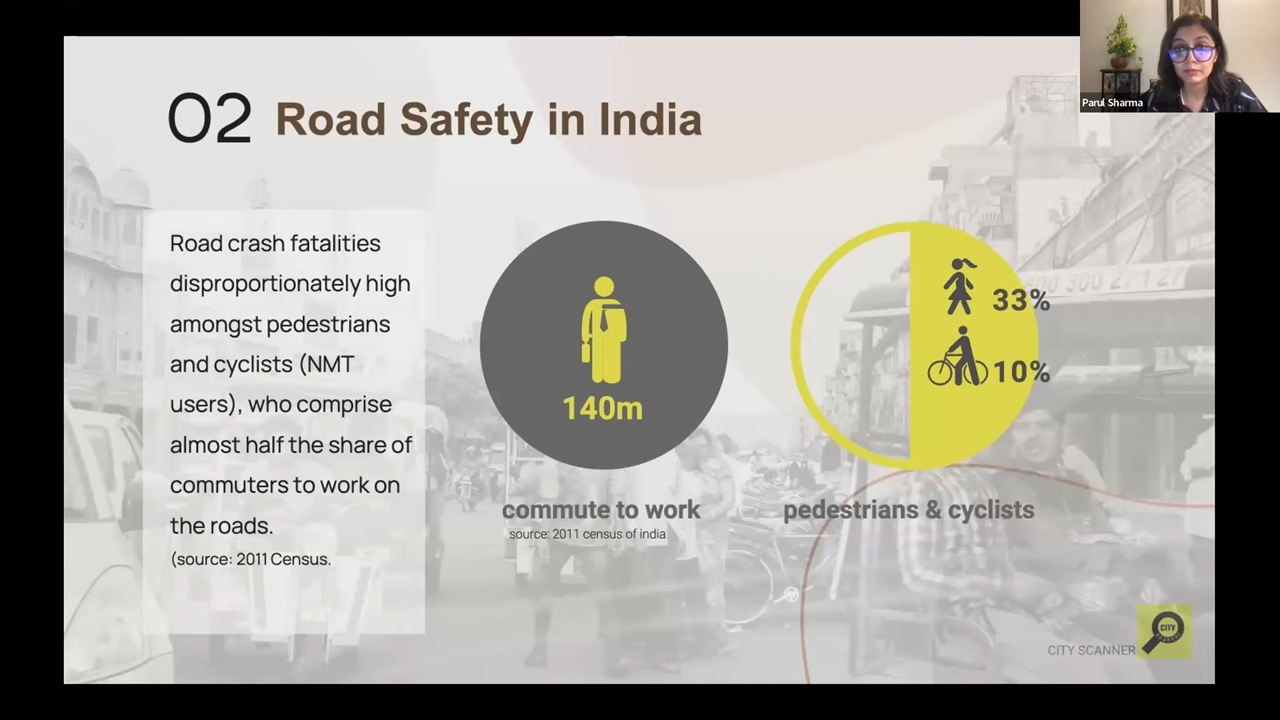 02 Road Safety in India
Parul Sharma
Road crash fatalities
disproportionately high
amongst pedestrians
and cyclists (NMT
users), who comprise
almost half the share of
commuters to work on
the roads.
(source: 2011 Census.
140m
commute to work
source: 2011 census of india
33%
10%
pedestrians & cyclists
CITY SCANNER
CITY